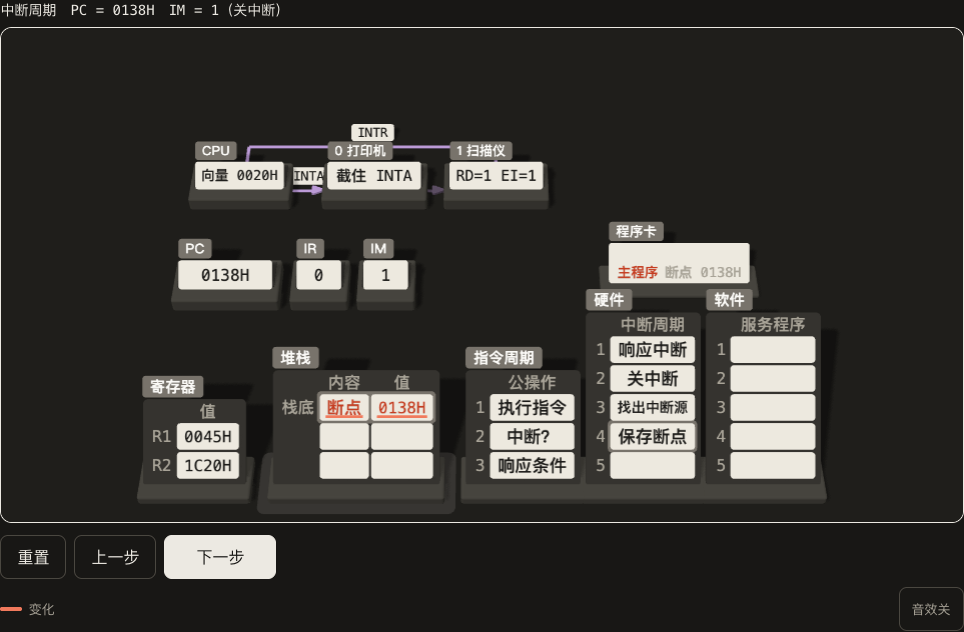 中断周期 PC = 0138H IM = 1 (关中断)
INTR
CPU
0 打印机
1 扫描仪
向量 0020H
INTA
截住 INTA
RD=1 EI=1
PC
IR
IM
0138H
0
1
程序卡
主程序 断点 0138H
硬件
软件
中断周期
服务程序
1 响应中断
1
2 关中断
2
3 找出中断源
3
4 保存断点
4
5
5
指令周期
公操作
1 执行指令
2 中断?
3 响应条件
堆栈
内容 值
栈底 断点 0138H
寄存器
值
R1 0045H
R2 1C20H
重置
上一步
下一步
变化
音效关